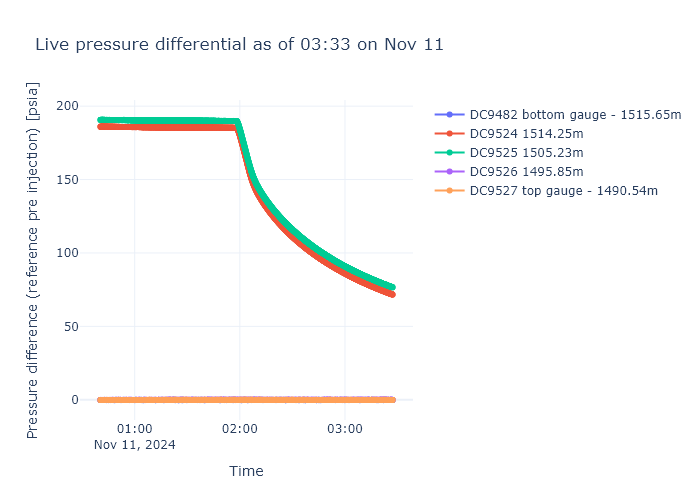 Live pressure differential as of 03:33 on Nov 11
Pressure difference (reference pre injection) [psia]
200
150
100
50
0
01:00
Nov 11, 2024
02:00
03:00
Time
DC9482 bottom gauge - 1515.65m
DC9524 1514.25m
DC9525 1505.23m
DC9526 1495.85m
DC9527 top gauge - 1490.54m